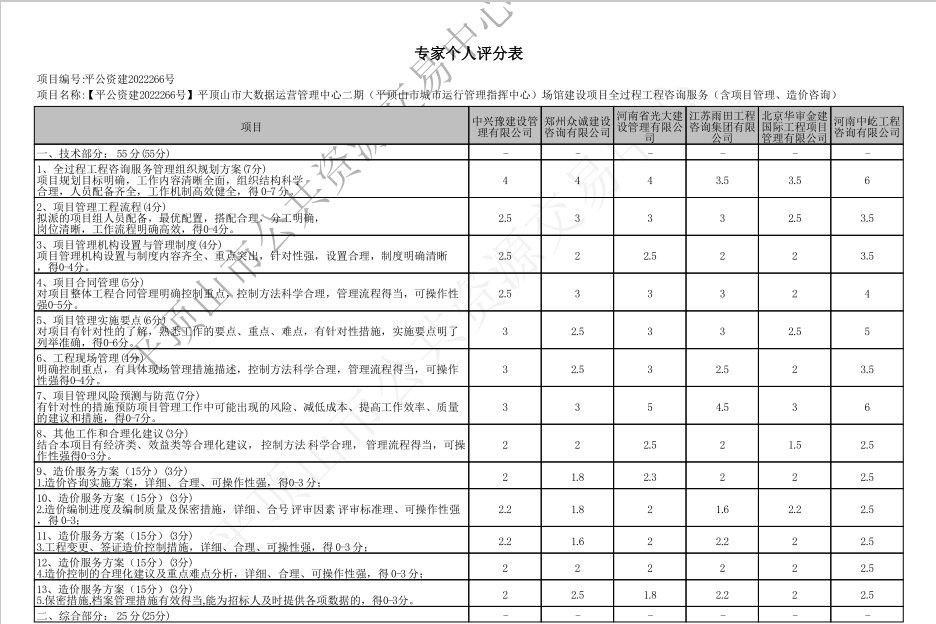 专家个人评分表
项目编号:平公资建2022266号
项目名称:【平公资建2022266号】平顶山市大数据运营管理中心二期（平顶山市城市运行管理指挥中心）场馆建设项目全过程工程咨询服务（含项目管理、造价咨询）
项目 中兴豫建设管理有限公司 郑州众诚建设咨询有限公司 河南省光大建设管理有限公司 江苏雨田工程咨询集团有限公司 北京华审金建国际工程项目管理有限公司 河南中屹工程咨询有限公司
一、技术部分: 55分(55分) – – – – – –
1、全过程工程咨询服务管理组织规划方案(7分)
项目规划目标明确，工作内容清晰全面，组织结构科学
合理，人员配备齐全，工作机制高效健全，得0-7分。 4 4 4 3.5 3.5 6
2、项目管理工程流程(4分)
拟派的项目组人员配备，最优配置，搭配合理，分工明确，
岗位清晰，工作流程明确高效，得0-4分。 2.5 3 3 3 2.5 3.5
3、项目管理机构设置与管理制度(4分)
项目管理机构设置与制度内容齐全、重点突出，针对性强，设置合理，制度明确清晰
，得0-4分。 2.5 2 2.5 2 2 3.5
4、项目合同管理(5分)
对项目整体工程合同管理明确控制重点，控制方法科学合理，管理流程得当，可操作性
强0-5分。 2.5 3 3 3 2 4
5、项目管理实施要点(6分)
对项目有针对性的了解，熟悉工作的要点、重点、难点，有针对性措施，实施要点明了
列举准确，得0-6分。 3 2.5 3 3 2.5 5
6、工程现场管理(4分)
明确控制重点，有具体现场管理措施描述，控制方法科学合理，管理流程得当，可操作
性强得0-4分。 3 2.5 3 2.5 2 3.5
7、项目管理风险预测与防范(7分)
有针对性的措施预防项目管理工作中可能出现的风险、减低成本、提高工作效率、质量
的建议和措施，得0-7分。 3 3 5 4.5 3 6
8、其他工作和合理化建议(3分)
结合本项目有经济类、效益类等合理化建议，控制方法科学合理，管理流程得当，可操
作性强得0-3分。 2 2 2.5 2 1.5 2.5
9、造价服务方案（15分）(3分)
1.造价咨询实施方案，详细、合理、可操作性强，得0-3分； 2 1.8 2.3 2 2 2.5
10、造价服务方案（15分）(3分)
2.造价编制进度及编制质量及保密措施，详细、合号 评审因素 评审标准理、可操作性强
，得 0-3； 2.2 1.8 2 1.6 2.2 2.5
11、造价服务方案（15分）(3分)
3.工程变更、签证造价控制措施，详细、合理、可操性强，得 0-3 分； 2.2 1.6 2 2.2 2 2.5
12、造价服务方案（15分）(3分)
4.造价控制的合理化建议及重点难点分析，详细、合理、可操作性强，得 0-3 分； 2 2 2 2 2 2.5
13、造价服务方案（15分）(3分)
5.保密措施,档案管理措施有效得当,能为招标人及时提供各项数据的，得0-3分。 2 2.5 1.8 2.2 2 2.5
二、综合部分: 25分(25分) – – – – – –
平顶山市公共资源交易中心
平顶山市公共资源交易中